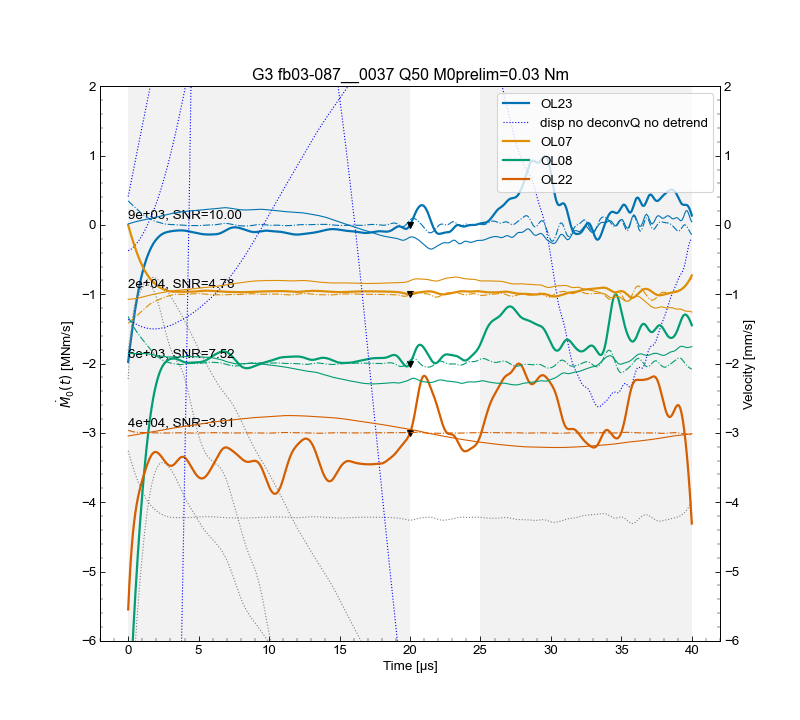 G3 fb03-087__0037 Q50 M0prelim=0.03 Nm
OL23
disp no deconvQ no detrend
OL07
OL08
OL22
9e+03, SNR=10.00
2e+04, SNR=4.78
6e+03, SNR=7.52
4e+04, SNR=3.91
2
1
0
−1
−2
−3
−4
−5
−6
2
1
0
−1
−2
−3
−4
−5
−6
Ṁ0(t) [MNm/s]
Velocity [mm/s]
0 5 10 15 20 25 30 35 40
Time [μs]